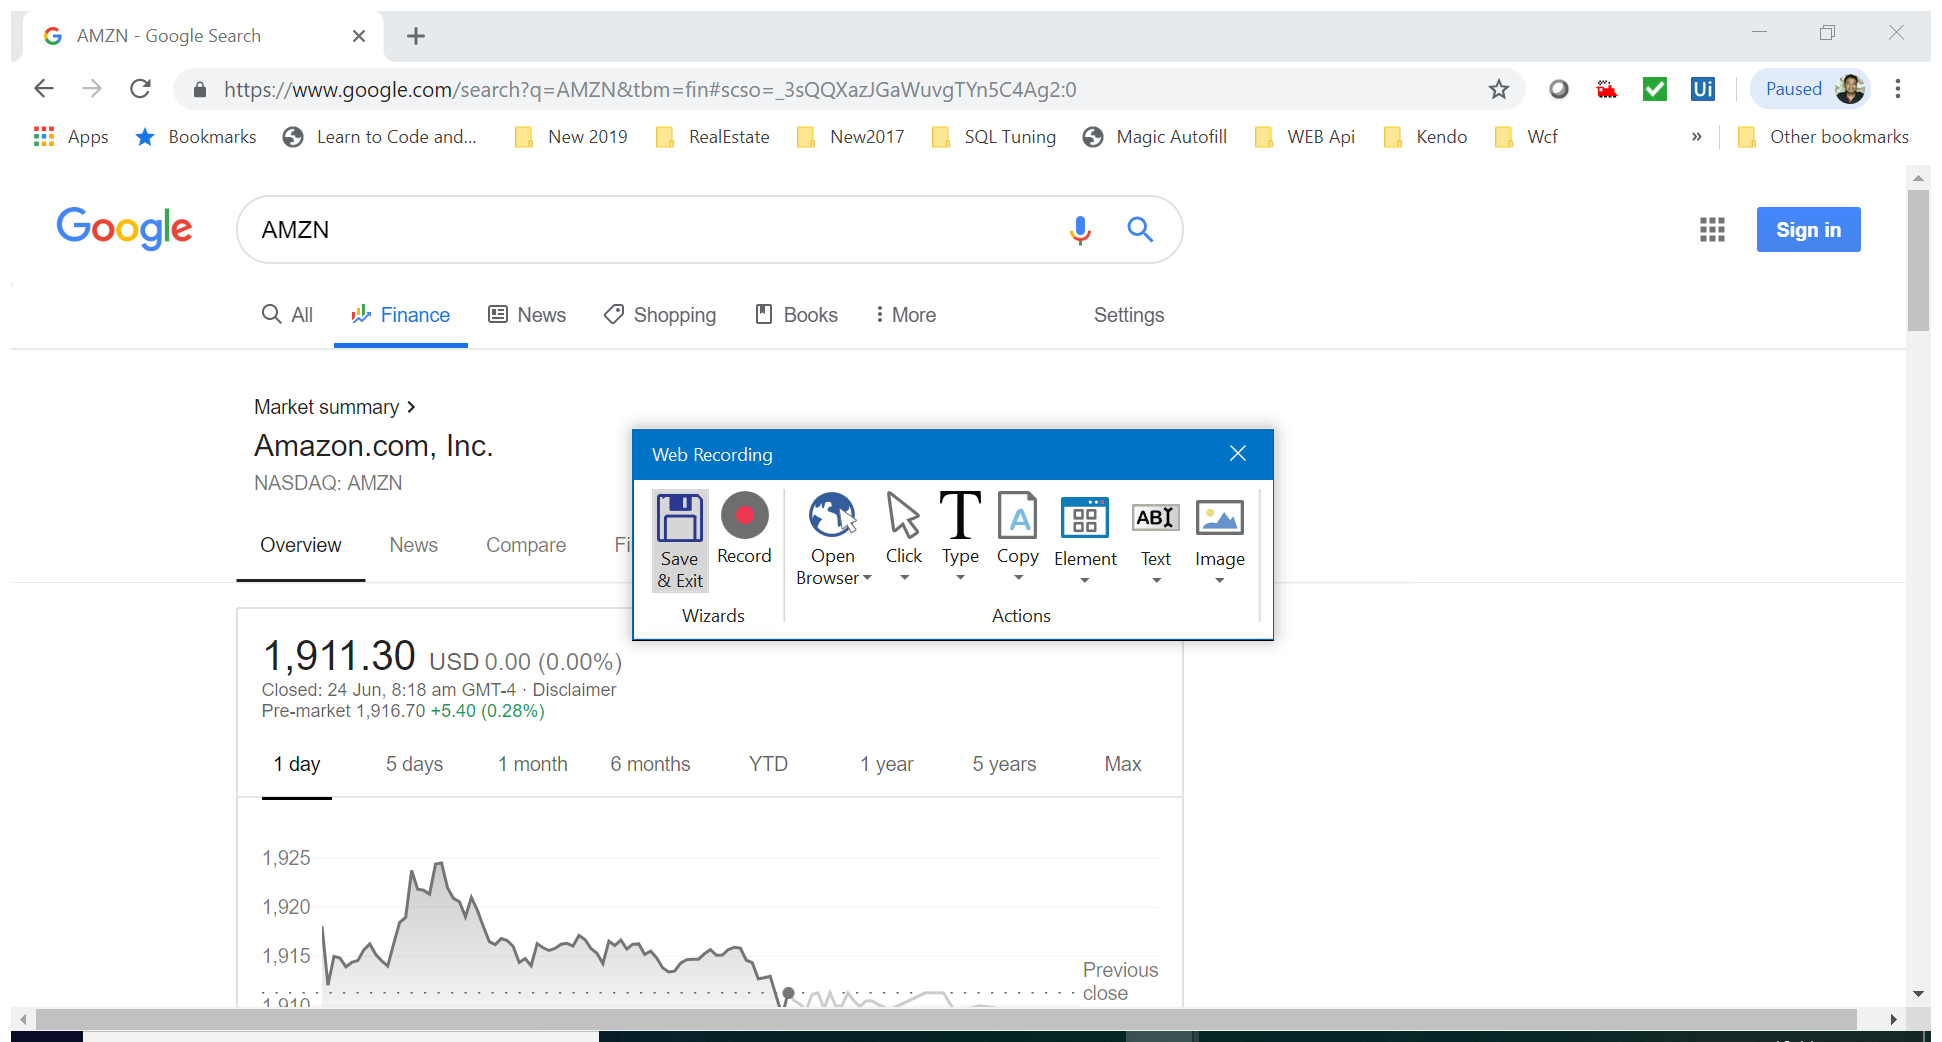 AMZN - Google Search
https://www.google.com/search?q=AMZN&tbm=fin#scso=_3sQQXazJGaWuvgTYn5C4Ag2:0
Ui
Paused
Apps Bookmarks Learn to Code and... New 2019 RealEstate New2017 SQL Tuning Magic Autofill WEB Api Kendo Wcf » Other bookmarks
Google AMZN Sign in
All Finance News Shopping Books More Settings
Market summary
Amazon.com, Inc.
NASDAQ: AMZN
Overview News Compare Fi
Web Recording
Save & Exit
Record
Wizards
Open Browser
Click
Type
Copy
Element
ABI
Text
Image
Actions
1,911.30 USD 0.00 (0.00%)
Closed: 24 Jun, 8:18 am GMT-4 · Disclaimer
Pre-market 1,916.70 +5.40 (0.28%)
1 day 5 days 1 month 6 months YTD 1 year 5 years Max
1,925
1,920
1,915
1,910
Previous
close